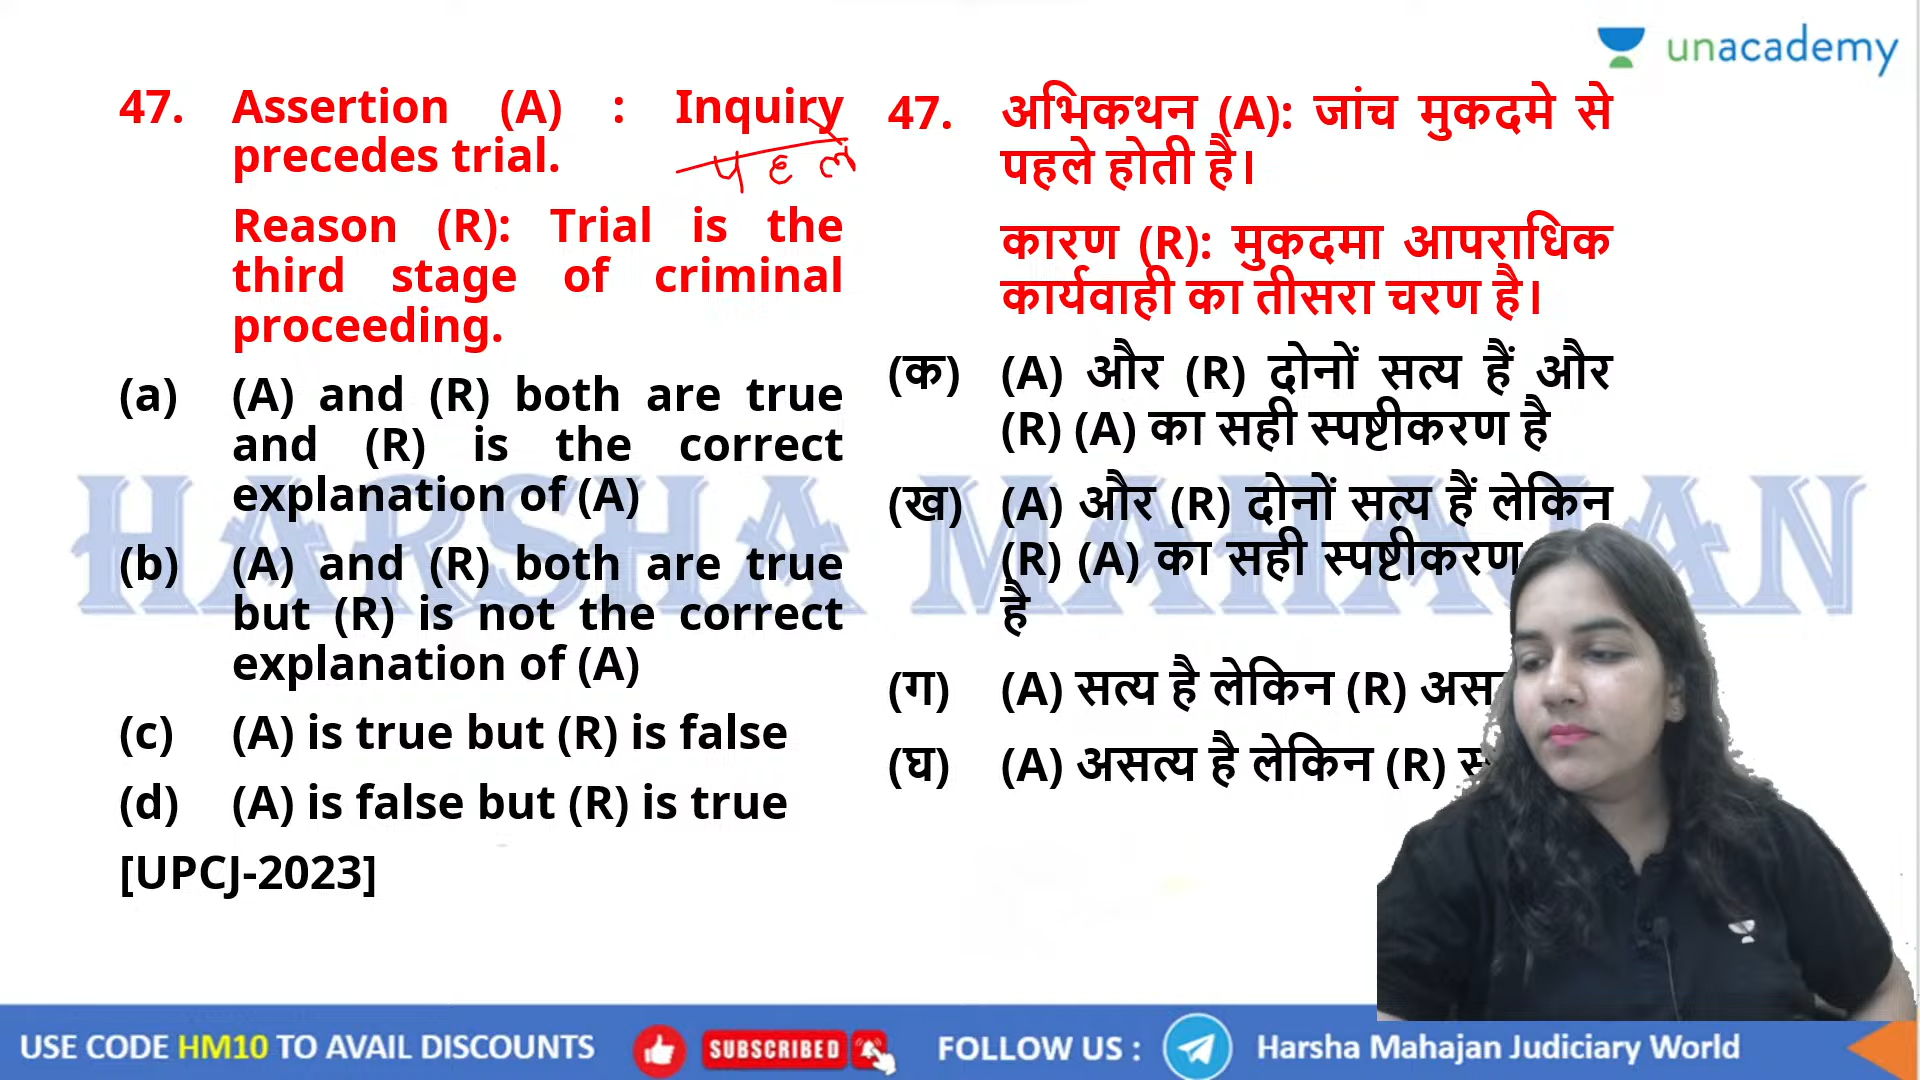 unacademy
47. Assertion (A) : Inquiry
precedes trial.
पहले
Reason (R): Trial is the
third stage of criminal
proceeding.
(a) (A) and (R) both are true
and (R) is the correct
explanation of (A)
(b) (A) and (R) both are true
but (R) is not the correct
explanation of (A)
(c) (A) is true but (R) is false
(d) (A) is false but (R) is true
[UPCJ-2023]
47. अभिकथन (A): जांच मुकदमे से
पहले होती है।
कारण (R): मुकदमा आपराधिक
कार्यवाही का तीसरा चरण है।
(क) (A) और (R) दोनों सत्य हैं और
(R) (A) का सही स्पष्टीकरण है
(ख) (A) और (R) दोनों सत्य हैं लेकिन
(R) (A) का सही स्पष्टीकरण
है
(ग) (A) सत्य है लेकिन (R)
(घ) (A) असत्य है लेकिन (R)
HARSHA MAHAJAN
USE CODE HM10 TO AVAIL DISCOUNTS
SUBSCRIBED
FOLLOW US :
Harsha Mahajan Judiciary World